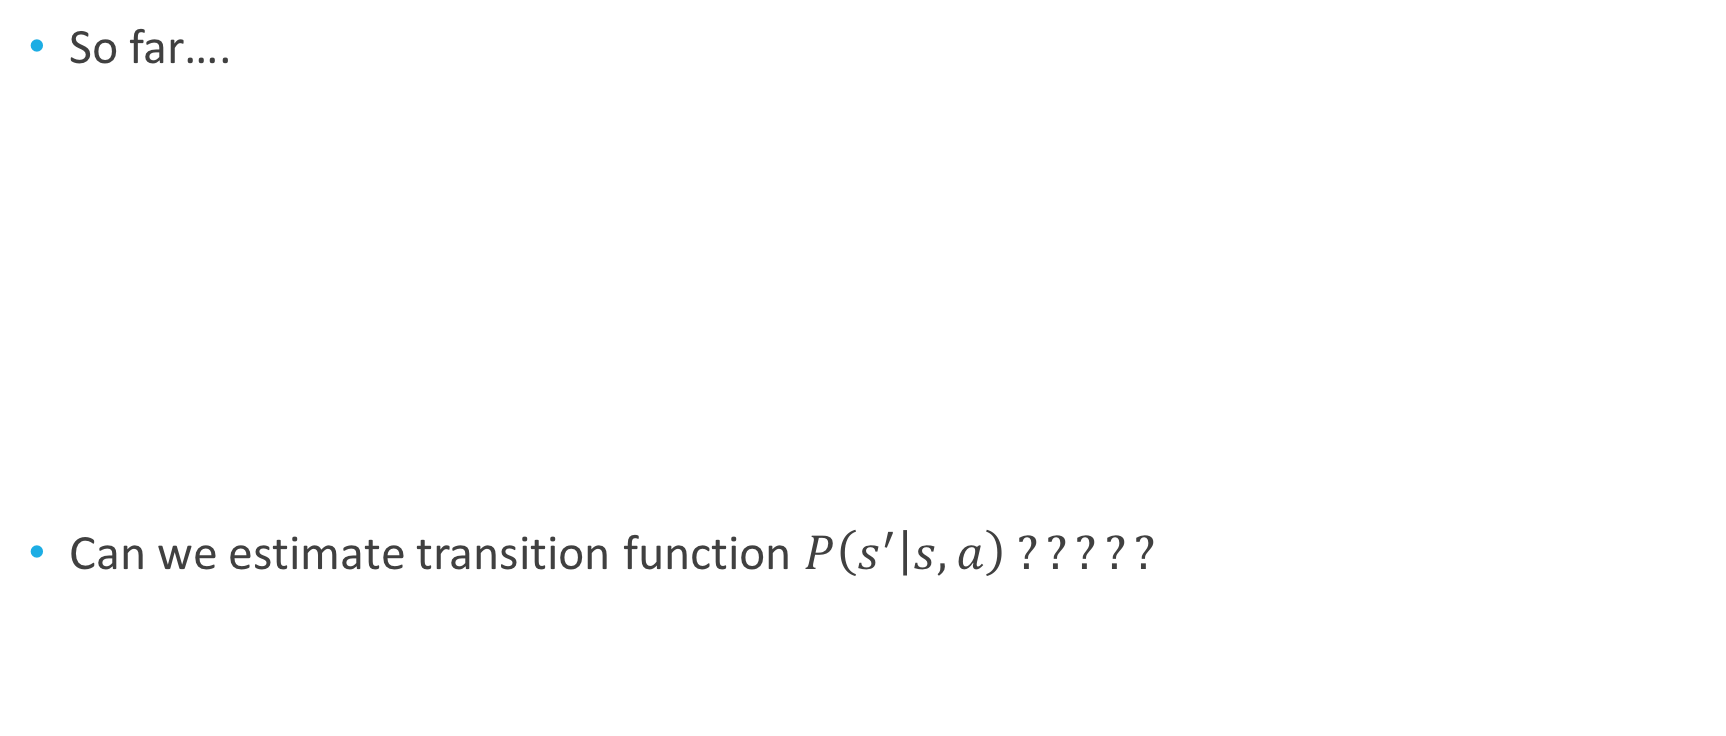 • So far....
• Can we estimate transition function P(s′|s, a) ?????